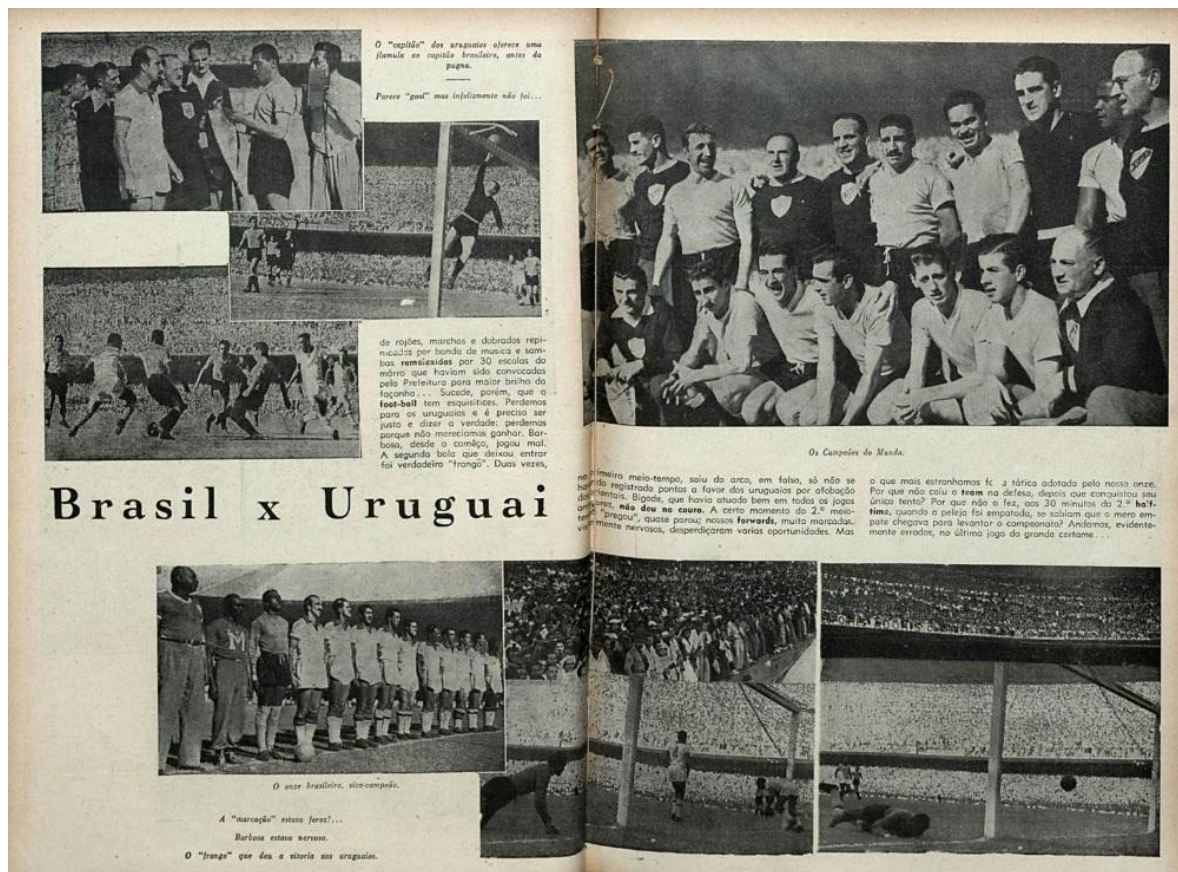 O "capitão" dos uruguaios oferece uma
flamula ao capitão brasileiro, antes da
pugna.
Parece "goal" mas infelizmente não foi...
de rojões, marchas e dobrados repi-
nicados por banda de musica e sam-
bas remelexidos por 30 escolas do
môrro que haviam sido convocadas
pela Prefeitura para maior brilho da
façanha... Sucede, porém, que o
foot-ball tem esquisitices. Perdemos
para os uruguaios e é preciso ser
justo e dizer a verdade: perdemos
porque não mereciamos ganhar. Bar-
bosa, desde o comêço, jogou mal.
A segunda bola que deixou entrar
foi verdadeiro "frango". Duas vezes,
Os Campeões do Mundo.
Brasil x Uruguai
no primeiro meio-tempo, saiu do arco, em falso, só não se
registrado pontos a favor dos uruguaios por afobação
orientais. Bigode, que havia atuado bem em todos os jogos
não deu no couro. A certo momento do 2.º meio-
"pregou", quase parou; nossos forwards, muito marcados,
mente nervosos, desperdiçaram varias oportunidades. Mas
o que mais estranhamos a tática adotada pelo nosso onze.
Por que não caiu o team na defesa, depois que conquistou seu
único tento? Por que não o fez, aos 30 minutos do 2.º half-
time, quando a peleja foi empatada, se sabiam que o mero em-
pate chegava para levantar o campeonato? Andamos, evidente-
mente errados, no último jogo do grande certame...
M
O onze brasileiro, vice-campeão.
A "marcação" estava feroz!...
Barbosa estava nervoso.
O "frango" que deu a vitoria aos uruguaios.